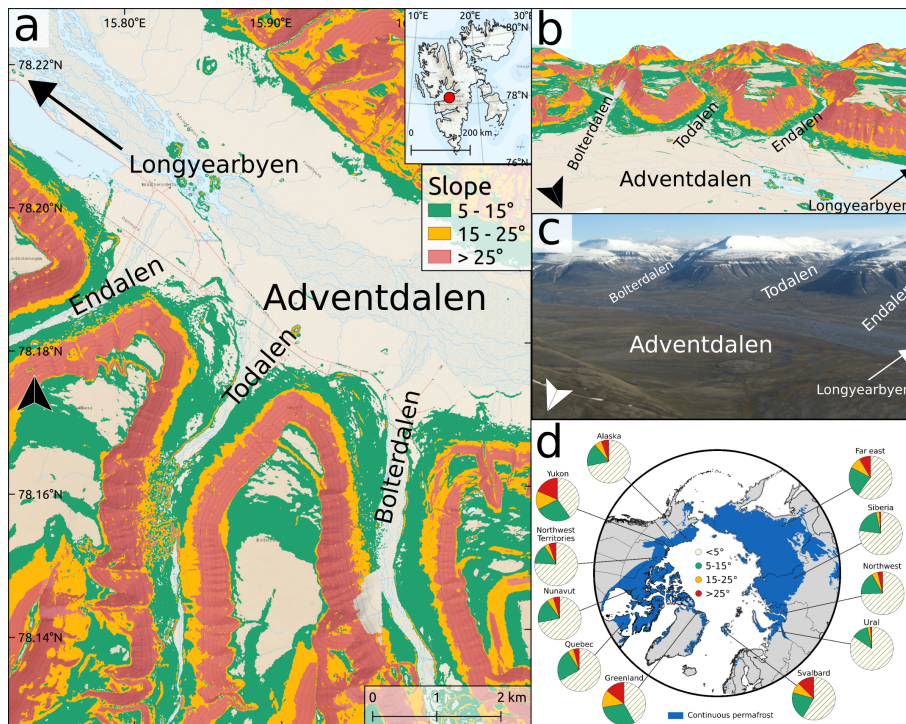 a
15.80°E
15.90°E
78.22°N
78.20°N
78.18°N
78.16°N
78.14°N
Longyearbyen
Adventdalen
Endalen
Todalen
Bolterdalen
10°E
20°E
30°E
80°N
78°N
76°N
0
200 km
Slope
5 - 15°
15 - 25°
> 25°
0 1 2 km
b
Bolterdalen
Todalen
Endalen
Adventdalen
Longyearbyen
c
Bolterdalen
Todalen
Endalen
Adventdalen
Longyearbyen
d
Alaska
Yukon
Northwest
Territories
Nunavut
Quebec
Greenland
Far east
Siberia
Northwest
Ural
Svalbard
<5°
5-15°
15-25°
>25°
Continuous permafrost